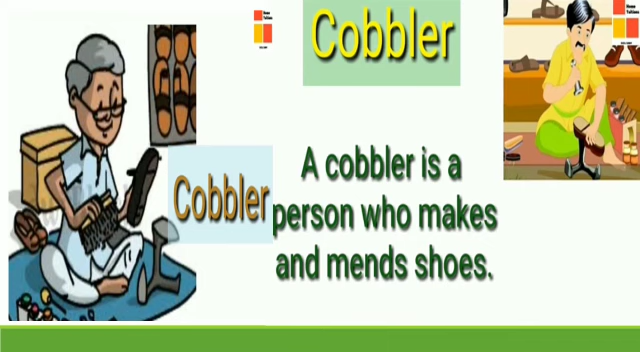 Cobbler
Cobbler
A cobbler is a
person who makes
and mends shoes.